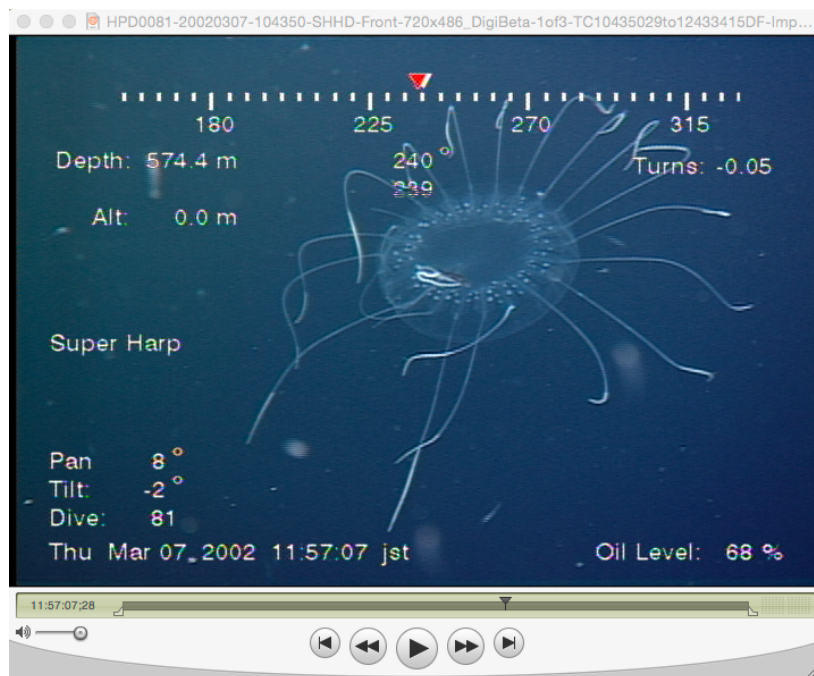 HPD0081-20020307-104350-SHHD-Front-720x486_DigiBeta-1of3-TC10435029to12433415DF-Imp...
180 225 270 315
Depth: 574.4 m 240° Turns: -0.05
239
Alt: 0.0 m
Super Harp
Pan 8°
Tilt: -2°
Dive: 81
Thu Mar 07, 2002 11:57:07 jst Oil Level: 68 %
11:57:07;28